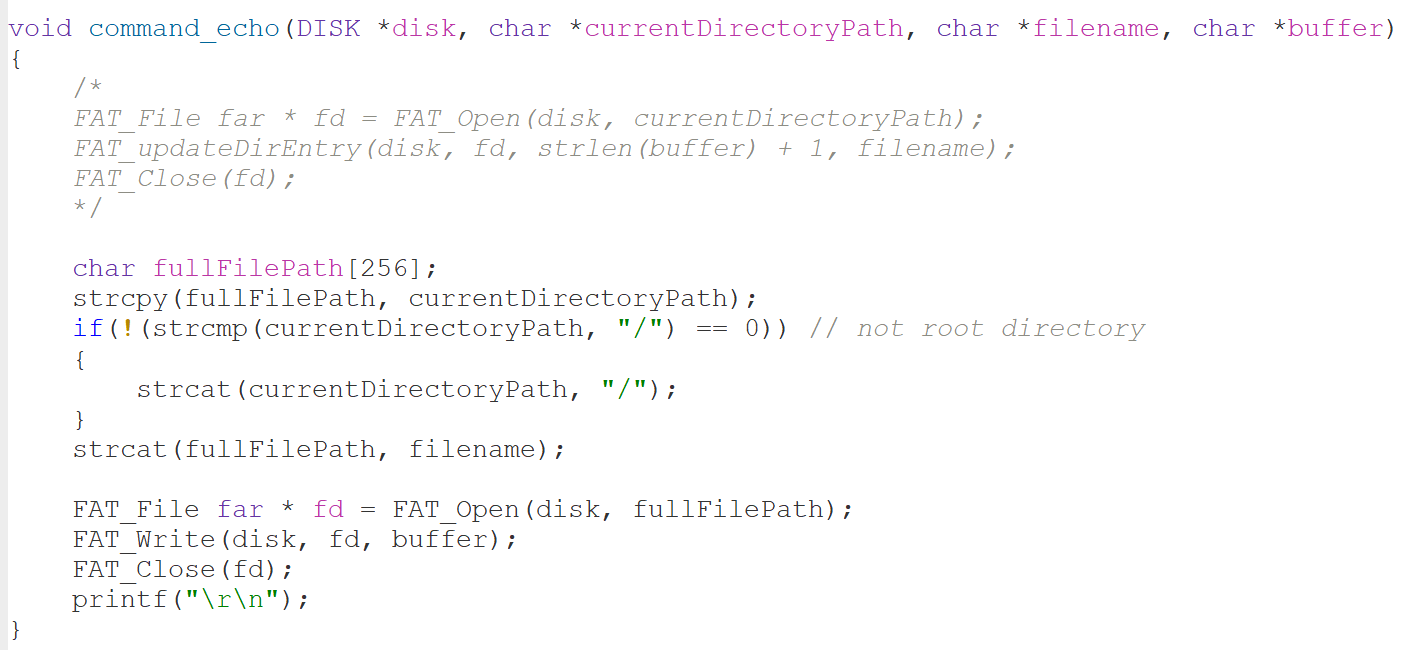 void command_echo(DISK *disk, char *currentDirectoryPath, char *filename, char *buffer)
{
    /*
    FAT_File far * fd = FAT_Open(disk, currentDirectoryPath);
    FAT_updateDirEntry(disk, fd, strlen(buffer) + 1, filename);
    FAT_Close(fd);
    */

    char fullFilePath[256];
    strcpy(fullFilePath, currentDirectoryPath);
    if(!(strcmp(currentDirectoryPath, "/") == 0)) // not root directory
    {
        strcat(currentDirectoryPath, "/");
    }
    strcat(fullFilePath, filename);

    FAT_File far * fd = FAT_Open(disk, fullFilePath);
    FAT_Write(disk, fd, buffer);
    FAT_Close(fd);
    printf("\r\n");
}